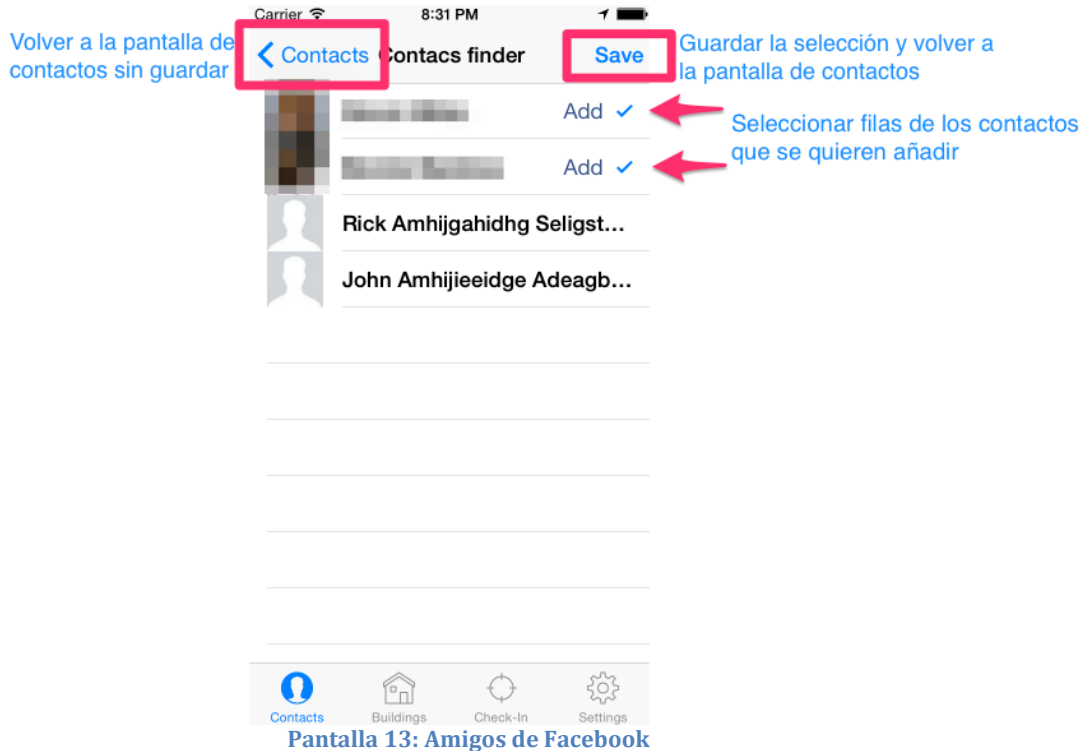 Carrier 8:31 PM
Volver a la pantalla de
contactos sin guardar
Contacts
Contacs finder
Save
Guardar la selección y volver a
la pantalla de contactos
Add
Seleccionar filas de los contactos
que se quieren añadir
Add
Rick Amhijgahidhg Seligst...
John Amhijieeidge Adeagb...
Contacts Buildings Check-In Settings
Pantalla 13: Amigos de Facebook